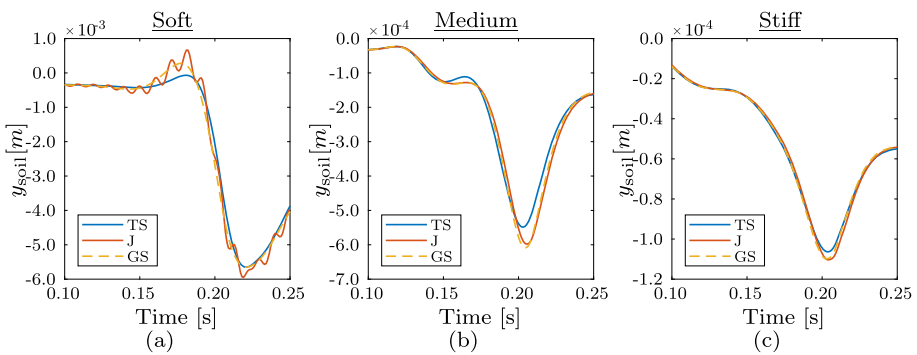 Soft
×10⁻³
1.0
0.0
-1.0
-2.0
-3.0
-4.0
-5.0
-6.0
y_soil[m]
TS
J
GS
0.10 0.15 0.20 0.25
Time [s]
(a)
Medium
×10⁻⁴
0.0
-1.0
-2.0
-3.0
-4.0
-5.0
-6.0
-7.0
y_soil[m]
TS
J
GS
0.10 0.15 0.20 0.25
Time [s]
(b)
Stiff
×10⁻⁴
0.0
-0.2
-0.4
-0.6
-0.8
-1.0
-1.2
y_soil[m]
TS
J
GS
0.10 0.15 0.20 0.25
Time [s]
(c)